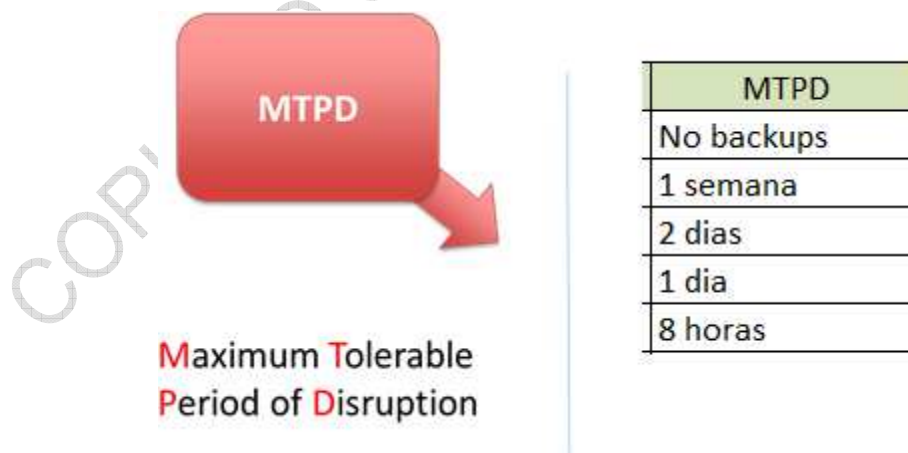 MTPD
Maximum Tolerable
Period of Disruption
MTPD
No backups
1 semana
2 dias
1 dia
8 horas